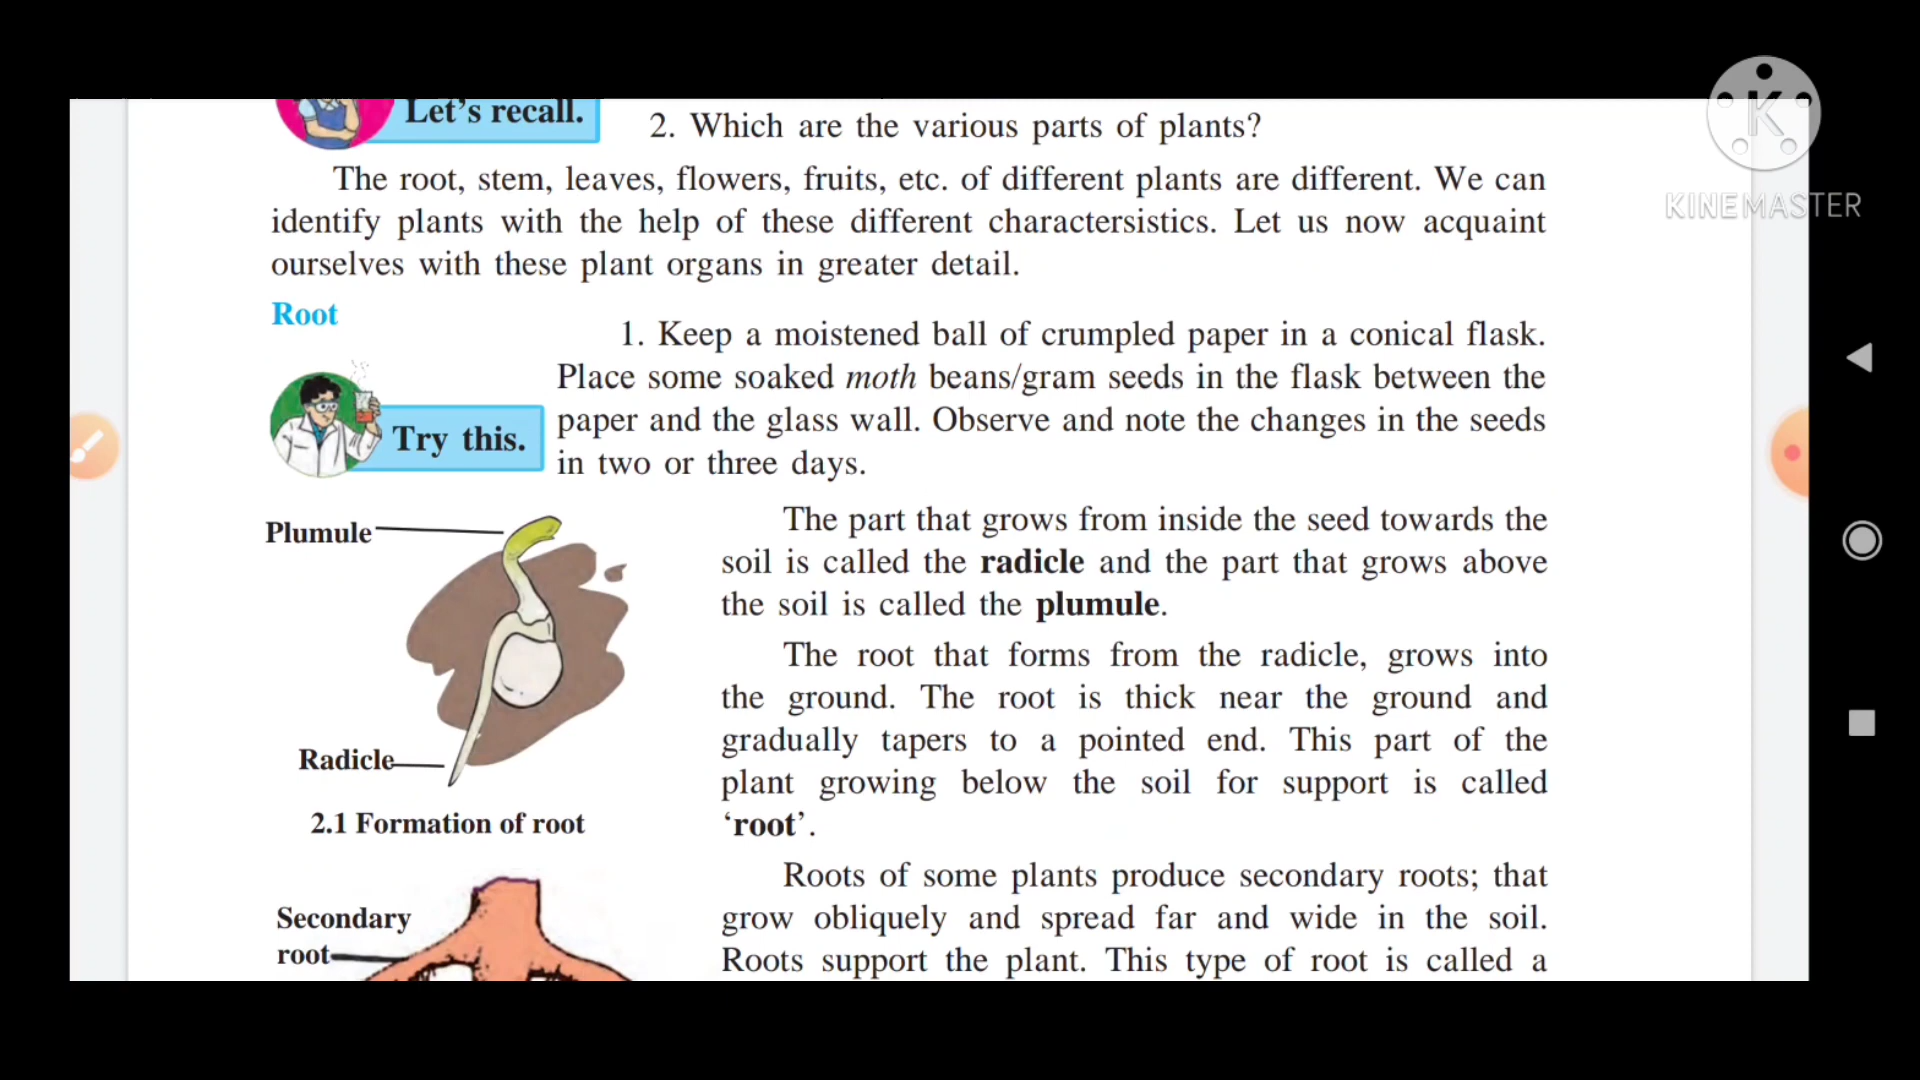 Let's recall.
2. Which are the various parts of plants?
The root, stem, leaves, flowers, fruits, etc. of different plants are different. We can
identify plants with the help of these different charactersistics. Let us now acquaint
ourselves with these plant organs in greater detail.
Root
1. Keep a moistened ball of crumpled paper in a conical flask.
Place some soaked moth beans/gram seeds in the flask between the
paper and the glass wall. Observe and note the changes in the seeds
in two or three days.
Try this.
Plumule
Radicle
2.1 Formation of root
The part that grows from inside the seed towards the
soil is called the radicle and the part that grows above
the soil is called the plumule.
The root that forms from the radicle, grows into
the ground. The root is thick near the ground and
gradually tapers to a pointed end. This part of the
plant growing below the soil for support is called
‘root’.
Secondary
root
Roots of some plants produce secondary roots; that
grow obliquely and spread far and wide in the soil.
Roots support the plant. This type of root is called a
K
KINEMASTER